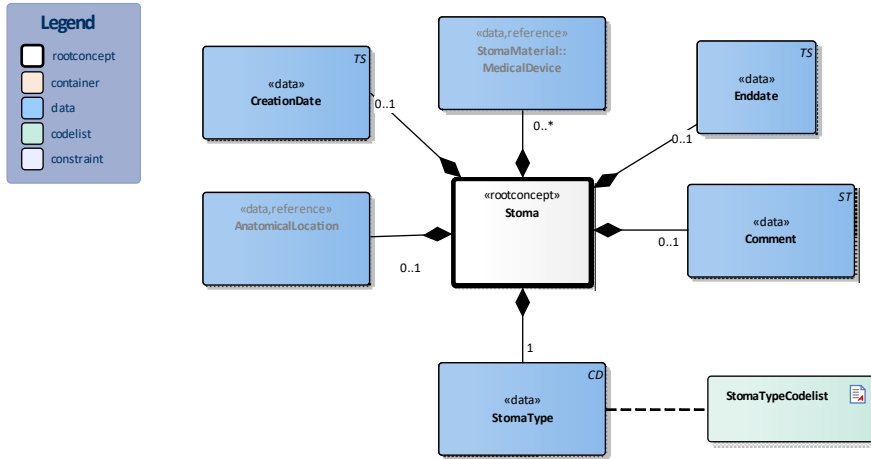 Legend
rootconcept
container
data
codelist
constraint
TS
«data»
CreationDate
0..1
«data,reference»
StomaMaterial::
MedicalDevice
0..*
TS
«data»
Enddate
0..1
«data,reference»
AnatomicalLocation
0..1
«rootconcept»
Stoma
ST
«data»
Comment
0..1
1
CD
«data»
StomaType
StomaTypeCodelist